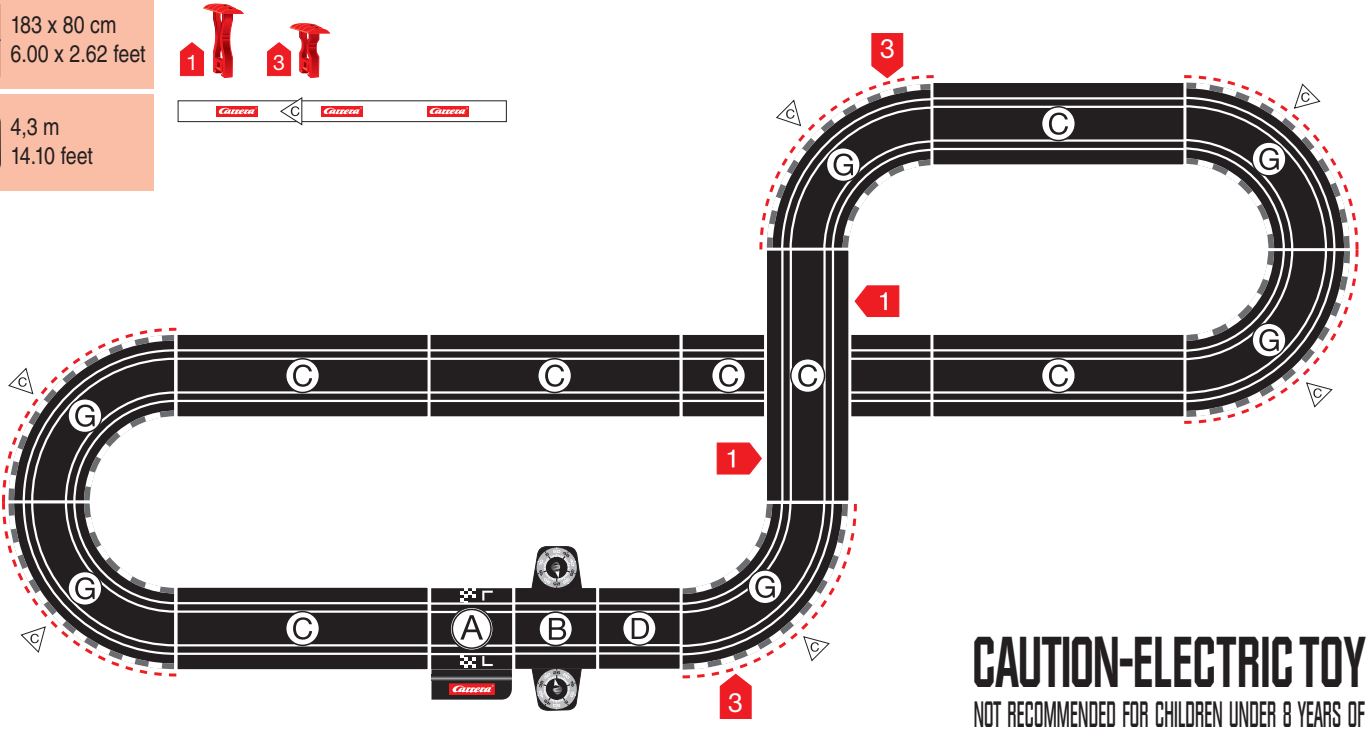 183 x 80 cm
6.00 x 2.62 feet
1
3
Carrera C Carrera Carrera
4,3 m
14.10 feet
3
C
C
C
G
G
1
G
C
C
C
C
C
C
G
C
1
G
G
C
C
A
B
D
C
Carrera
3
CAUTION-ELECTRIC TOY
NOT RECOMMENDED FOR CHILDREN UNDER 8 YEARS OF